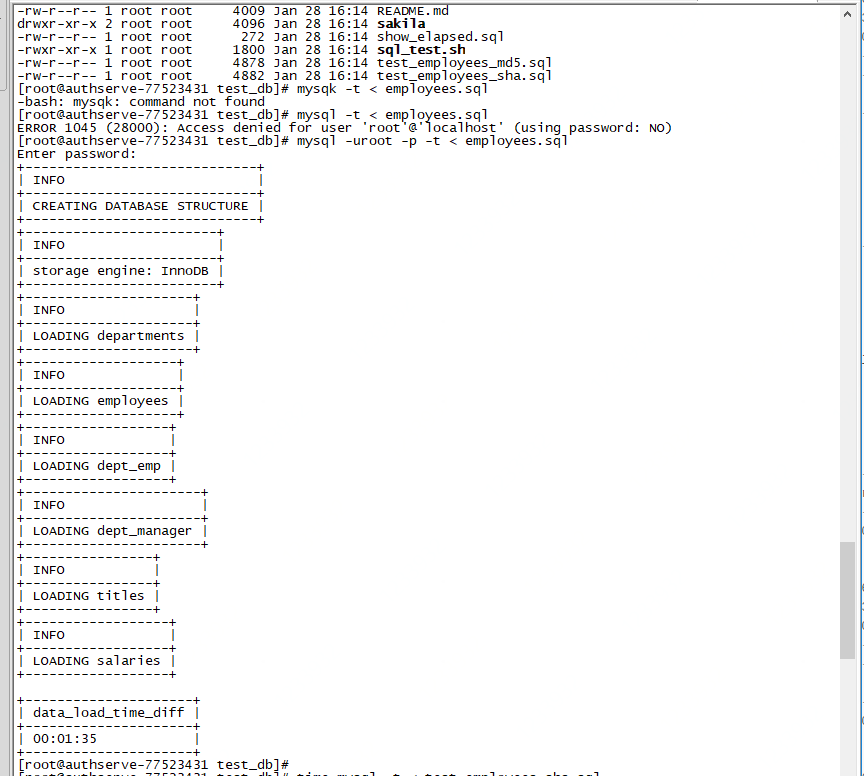 -rw-r--r-- 1 root root     4009 Jan 28 16:14 README.md
drwxr-xr-x 2 root root     4096 Jan 28 16:14 sakila
-rw-r--r-- 1 root root      272 Jan 28 16:14 show_elapsed.sql
-rwxr-xr-x 1 root root     1800 Jan 28 16:14 sql_test.sh
-rw-r--r-- 1 root root     4878 Jan 28 16:14 test_employees_md5.sql
-rw-r--r-- 1 root root     4882 Jan 28 16:14 test_employees_sha.sql
[root@authserve-77523431 test_db]# mysqk -t < employees.sql
-bash: mysqk: command not found
[root@authserve-77523431 test_db]# mysql -t < employees.sql
ERROR 1045 (28000): Access denied for user 'root'@'localhost' (using password: NO)
[root@authserve-77523431 test_db]# mysql -uroot -p -t < employees.sql
Enter password:
+-----------------------------+
| INFO                        |
+-----------------------------+
| CREATING DATABASE STRUCTURE |
+-----------------------------+
+------------------------+
| INFO                   |
+------------------------+
| storage engine: InnoDB |
+------------------------+
+---------------------+
| INFO                |
+---------------------+
| LOADING departments |
+---------------------+
+-------------------+
| INFO              |
+-------------------+
| LOADING employees |
+-------------------+
+------------------+
| INFO             |
+------------------+
| LOADING dept_emp |
+------------------+
+----------------------+
| INFO                 |
+----------------------+
| LOADING dept_manager |
+----------------------+
+----------------+
| INFO           |
+----------------+
| LOADING titles |
+----------------+
+------------------+
| INFO             |
+------------------+
| LOADING salaries |
+------------------+
+---------------------+
| data_load_time_diff |
+---------------------+
| 00:01:35            |
+---------------------+
[root@authserve-77523431 test_db]#